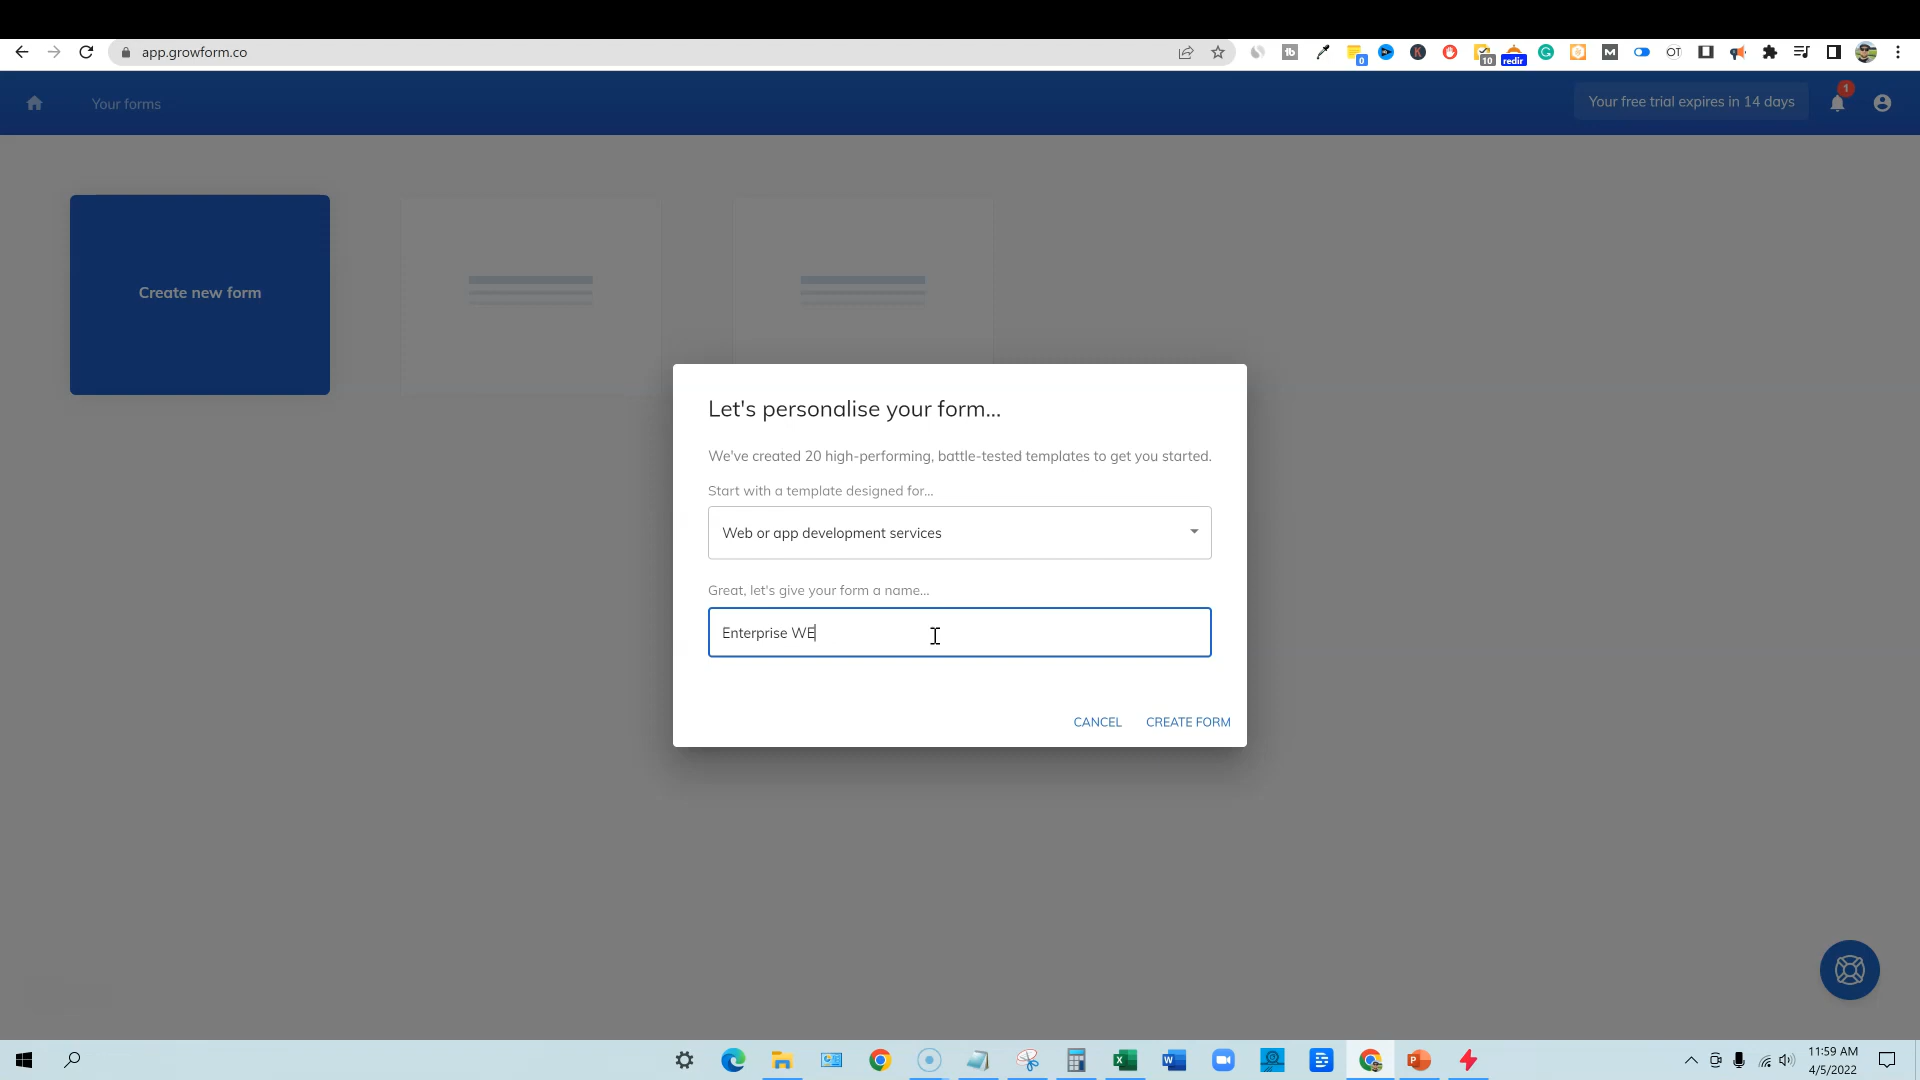 app.growform.co
0
10
redir
Your forms
Your free trial expires in 14 days
1
Create new form
Let's personalise your form...
We've created 20 high-performing, battle-tested templates to get you started.
Start with a template designed for...
Web or app development services
Great, let's give your form a name...
Enterprise WE
CANCEL
CREATE FORM
11:59 AM
4/5/2022